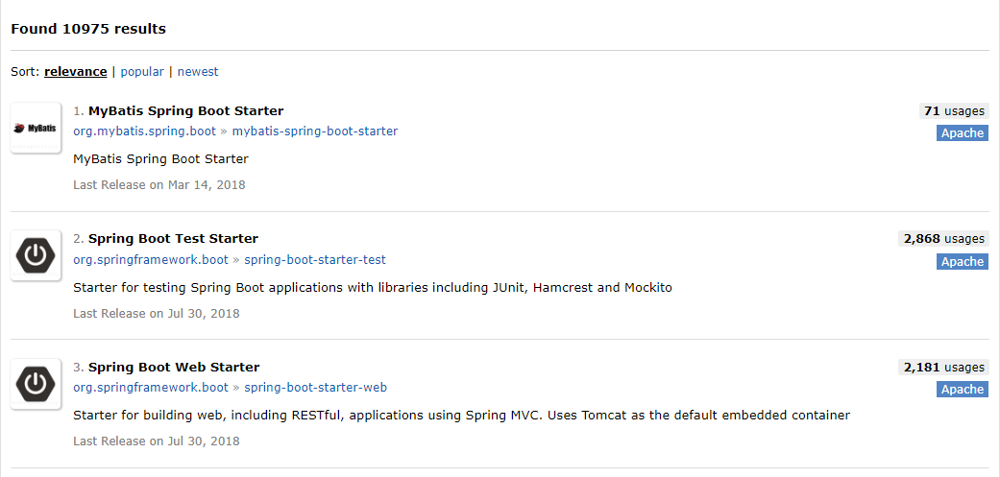 Found 10975 results
Sort: relevance | popular | newest
MyBatis
1. MyBatis Spring Boot Starter
71 usages
org.mybatis.spring.boot » mybatis-spring-boot-starter
Apache
MyBatis Spring Boot Starter
Last Release on Mar 14, 2018
2. Spring Boot Test Starter
2,868 usages
org.springframework.boot » spring-boot-starter-test
Apache
Starter for testing Spring Boot applications with libraries including JUnit, Hamcrest and Mockito
Last Release on Jul 30, 2018
3. Spring Boot Web Starter
2,181 usages
org.springframework.boot » spring-boot-starter-web
Apache
Starter for building web, including RESTful, applications using Spring MVC. Uses Tomcat as the default embedded container
Last Release on Jul 30, 2018